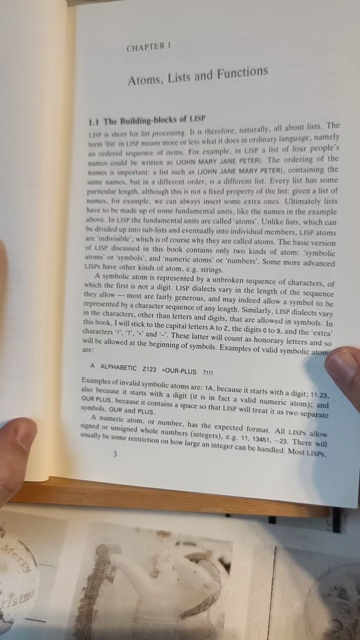 CHAPTER 1
Atoms, Lists and Functions
1.1 The Building-blocks of LISP
LISP is short for list processing. It is therefore, naturally, all about lists. The
term 'list' in LISP means more or less what it does in ordinary language, namely
an ordered sequence of items. For example, in LISP a list of four people's
names could be written as (JOHN MARY JANE PETER). The ordering of the
names is important; a list such as (JOHN MARY PETER JANE), containing the
same names, but in a different order, is a different list. Every list has some
particular length, although this is not a fixed property of the list: given a list of
names, for example, we can always insert some extra ones. Ultimately lists
have to be made up of some fundamental units, like the names in the example
above. In LISP the fundamental units are called 'atoms'. Unlike lists, which can
be divided up into sub-lists and eventually into individual members, LISP atoms
are 'indivisible'; which is of course why they are called atoms. The basic version
of LISP discussed in this book contains only two kinds of atom: 'symbolic
atoms' or 'symbols', and 'numeric atoms' or 'numbers'. Some more advanced
LISPs have other kinds of atom, e.g. strings.
A symbolic atom is represented by a unbroken sequence of characters, of
which the first is not a digit. LISP dialects vary in the length of the sequence
they allow — most are fairly generous, and may indeed allow a symbol to be
represented by a character sequence of any length. Similarly, LISP dialects vary
in the characters, other than letters and digits, that are allowed in symbols. In
this book, I will stick to the capital letters A to Z, the digits 0 to 9, and the 'extra'
characters '!', '?', '*' and '-'. These latter will count as honorary letters and so
will be allowed at the beginning of symbols. Examples of valid symbolic atoms
are:
A ALPHABETIC Z123 *OUR-PLUS ?!!!
Examples of invalid symbolic atoms are: 1A, because it starts with a digit; 11.23,
also because it starts with a digit (it is in fact a valid numeric atom); and
OUR PLUS, because it contains a space so that LISP will treat it as two separate
symbols, OUR and PLUS.
A numeric atom, or number, has the expected format. All LISPs allow
signed or unsigned whole numbers (integers), e.g. 11, 13451, -23. There will
usually be some restriction on how large an integer can be handled. Most LISPs,
3
Merry